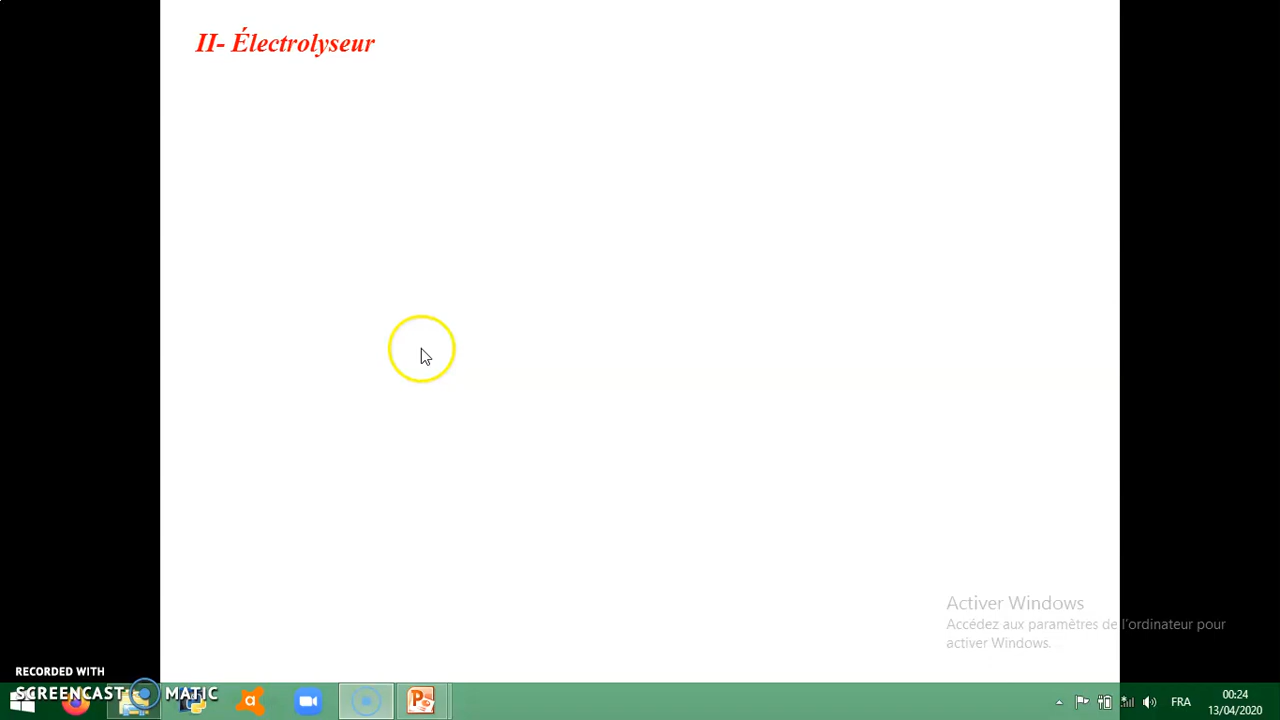 II- Électrolyseur
Activer Windows
Accédez aux paramètres de l'ordinateur pour
activer Windows.
RECORDED WITH
SCREENCAST MATIC
FRA
00:24
13/04/2020